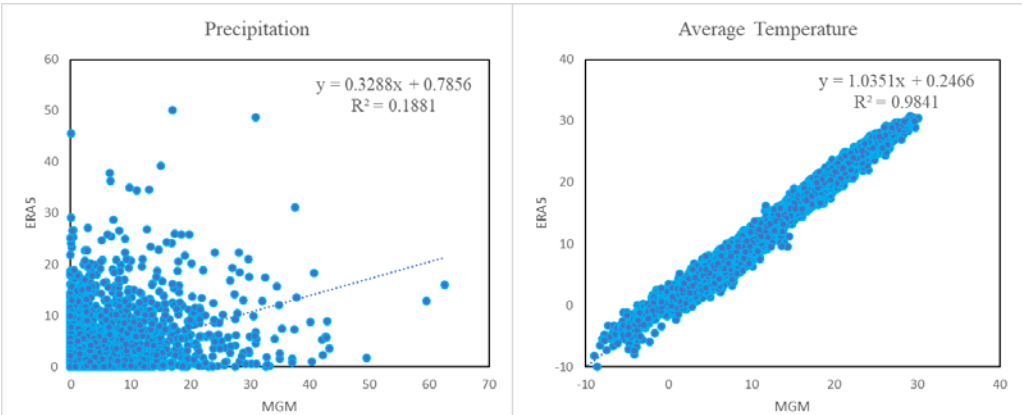 Precipitation
y = 0.3288x + 0.7856
R² = 0.1881
60
50
40
30
20
10
0
ERA5
0 10 20 30 40 50 60 70
MGM
Average Temperature
y = 1.0351x + 0.2466
R² = 0.9841
40
30
20
10
0
-10
ERA5
-10 0 10 20 30 40
MGM